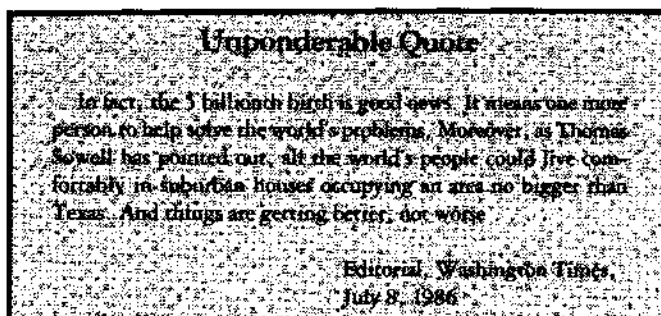 Unponderable Quote
In fact, the 5 billionth birth is good news. It means one more
person to help solve the world's problems. Moreover, as Thomas
Sowell has pointed out, all the world's people could live com-
fortably in suburban houses occupying an area no bigger than
Texas. And things are getting better, not worse
Editorial, Washington Times,
July 8, 1986